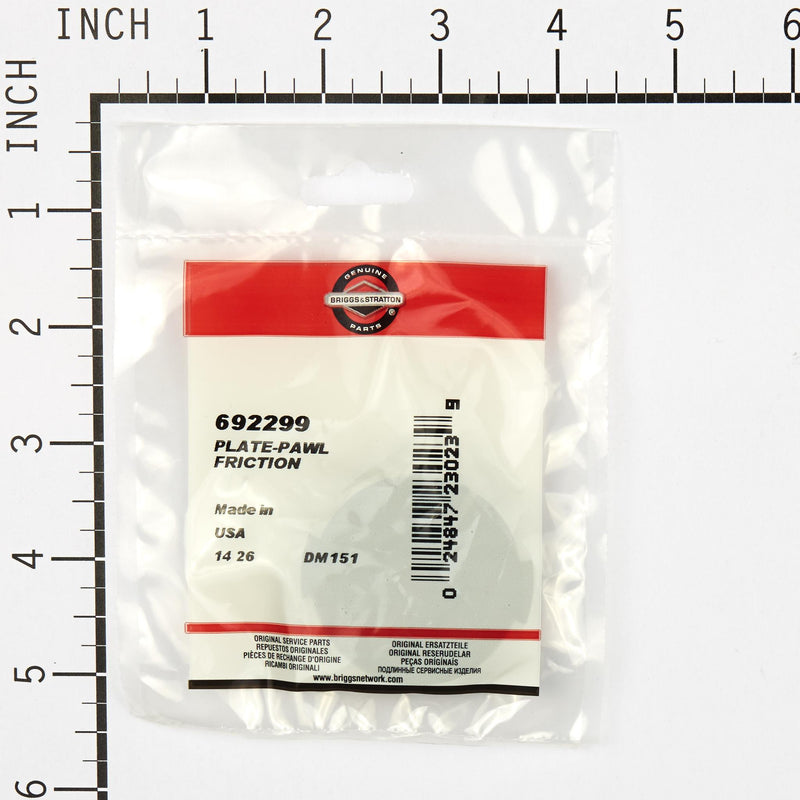 INCH 1 2 3 4 5 6
INCH 1 2 3 4 5 6
GENUINE
BRIGGS & STRATTON
®
PARTS
692299
PLATE-PAWL
FRICTION
Made in
USA
14 26 DM151
0 24847 23023 9
ORIGINAL SERVICE PARTS
REPUESTOS ORIGINALES
PIÈCES DE RECHANGE D'ORIGINE
RICAMBI ORIGINALI
ORIGINAL ERSATZTEILE
ORIGINAL RESERUDELAR
PEÇAS ORIGINAIS
ПОДЛИННЫЕ СЕРВИСНЫЕ ИЗДЕЛИЯ
www.briggsnetwork.com